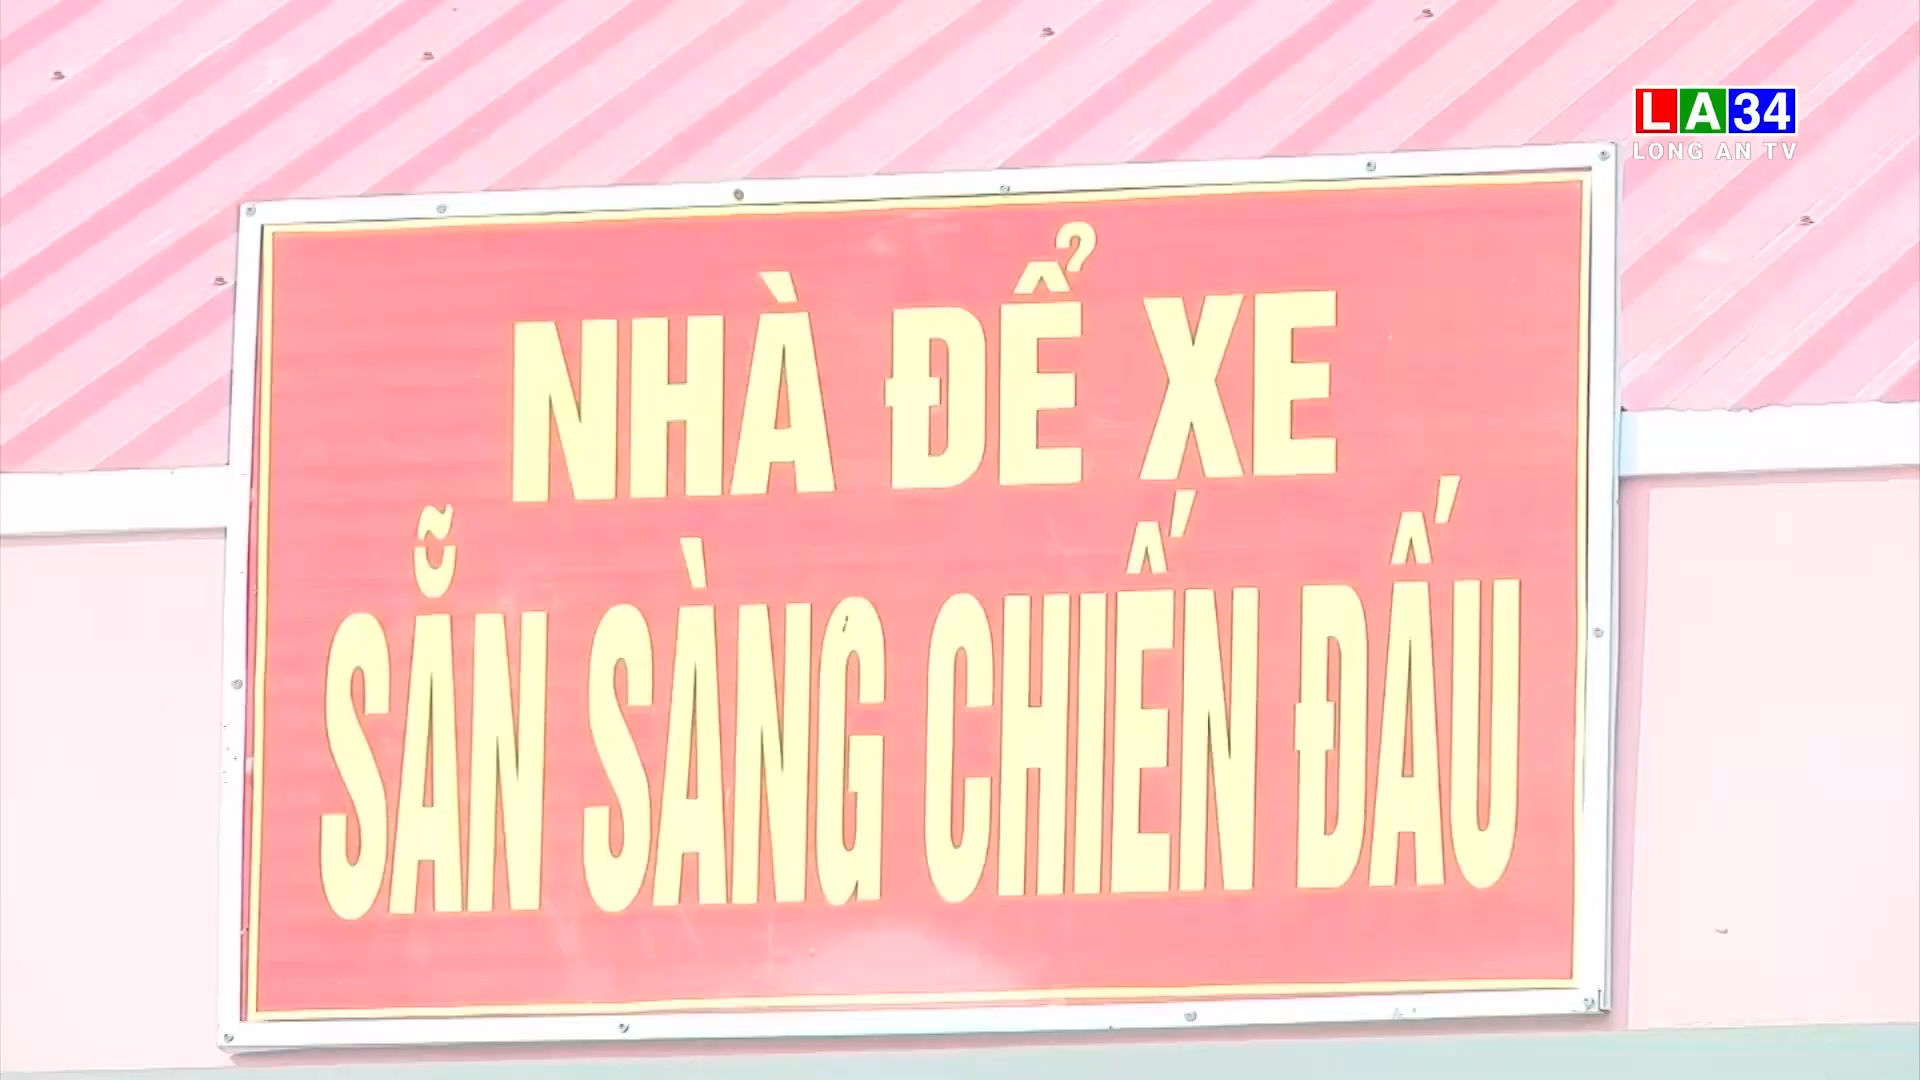 LA34
LONG AN TV
NHÀ ĐỂ XE
SẴN SÀNG CHIẾN ĐẤU